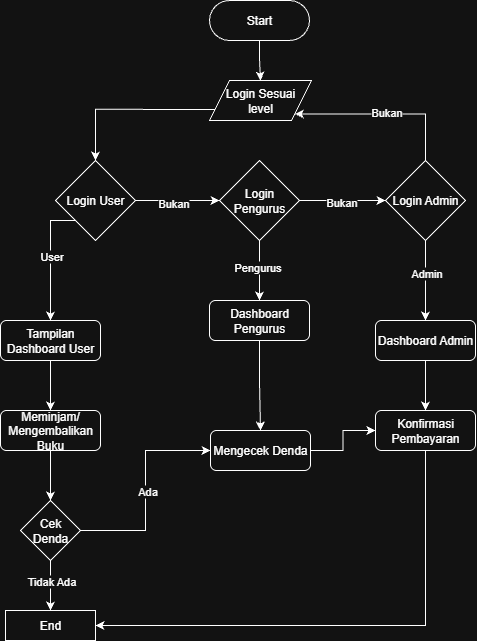 Start
Login Sesuai
level
Bukan
Login User
Bukan
Login
Pengurus
Bukan
Login Admin
User
Pengurus
Admin
Tampilan
Dashboard User
Dashboard
Pengurus
Dashboard Admin
Meminjam/
Mengembalikan
Buku
Mengecek Denda
Konfirmasi
Pembayaran
Ada
Cek
Denda
Tidak Ada
End